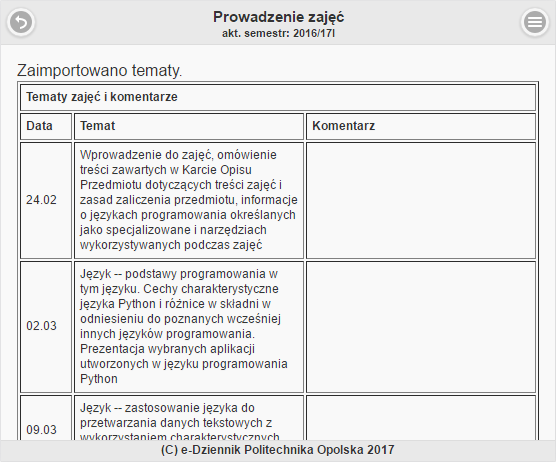 Prowadzenie zajęć
akt. semestr: 2016/17l
Zaimportowano tematy.
Tematy zajęć i komentarze
Data Temat Komentarz
24.02
Wprowadzenie do zajęć, omówienie
treści zawartych w Karcie Opisu
Przedmiotu dotyczących treści zajęć i
zasad zaliczenia przedmiotu, informacje
o językach programowania określanych
jako specjalizowane i narzędziach
wykorzystywanych podczas zajęć
02.03
Język -- podstawy programowania w
tym języku. Cechy charakterystyczne
języka Python i różnice w składni w
odniesieniu do poznanych wcześniej
innych języków programowania.
Prezentacja wybranych aplikacji
utworzonych w języku programowania
Python
09.03
Język -- zastosowanie języka do
przetwarzania danych tekstowych z
wykorzystaniem charakterystycznych
(C) e-Dziennik Politechnika Opolska 2017